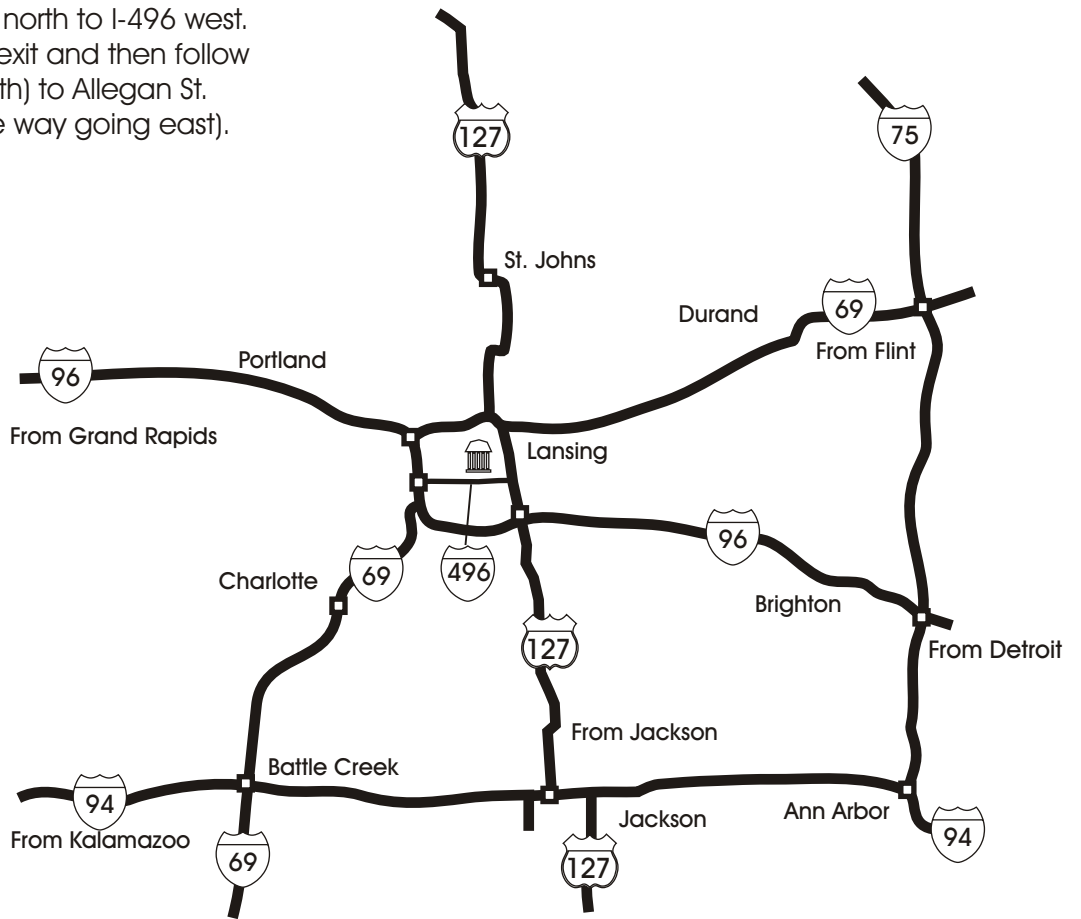 north to I-496 west.
exit and then follow
th) to Allegan St.
e way going east).
127
75
St. Johns
Durand
69
From Flint
Portland
96
From Grand Rapids
Lansing
69
496
96
Charlotte
Brighton
127
From Detroit
From Jackson
Battle Creek
94
From Kalamazoo
Ann Arbor
Jackson
94
69
127